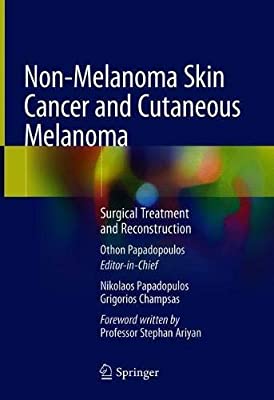 Non-Melanoma Skin
Cancer and Cutaneous
Melanoma
Surgical Treatment
and Reconstruction
Othon Papadopoulos
Editor-in-Chief
Nikolaos Papadopulos
Grigorios Champsas
Foreword written by
Professor Stephan Ariyan
Springer